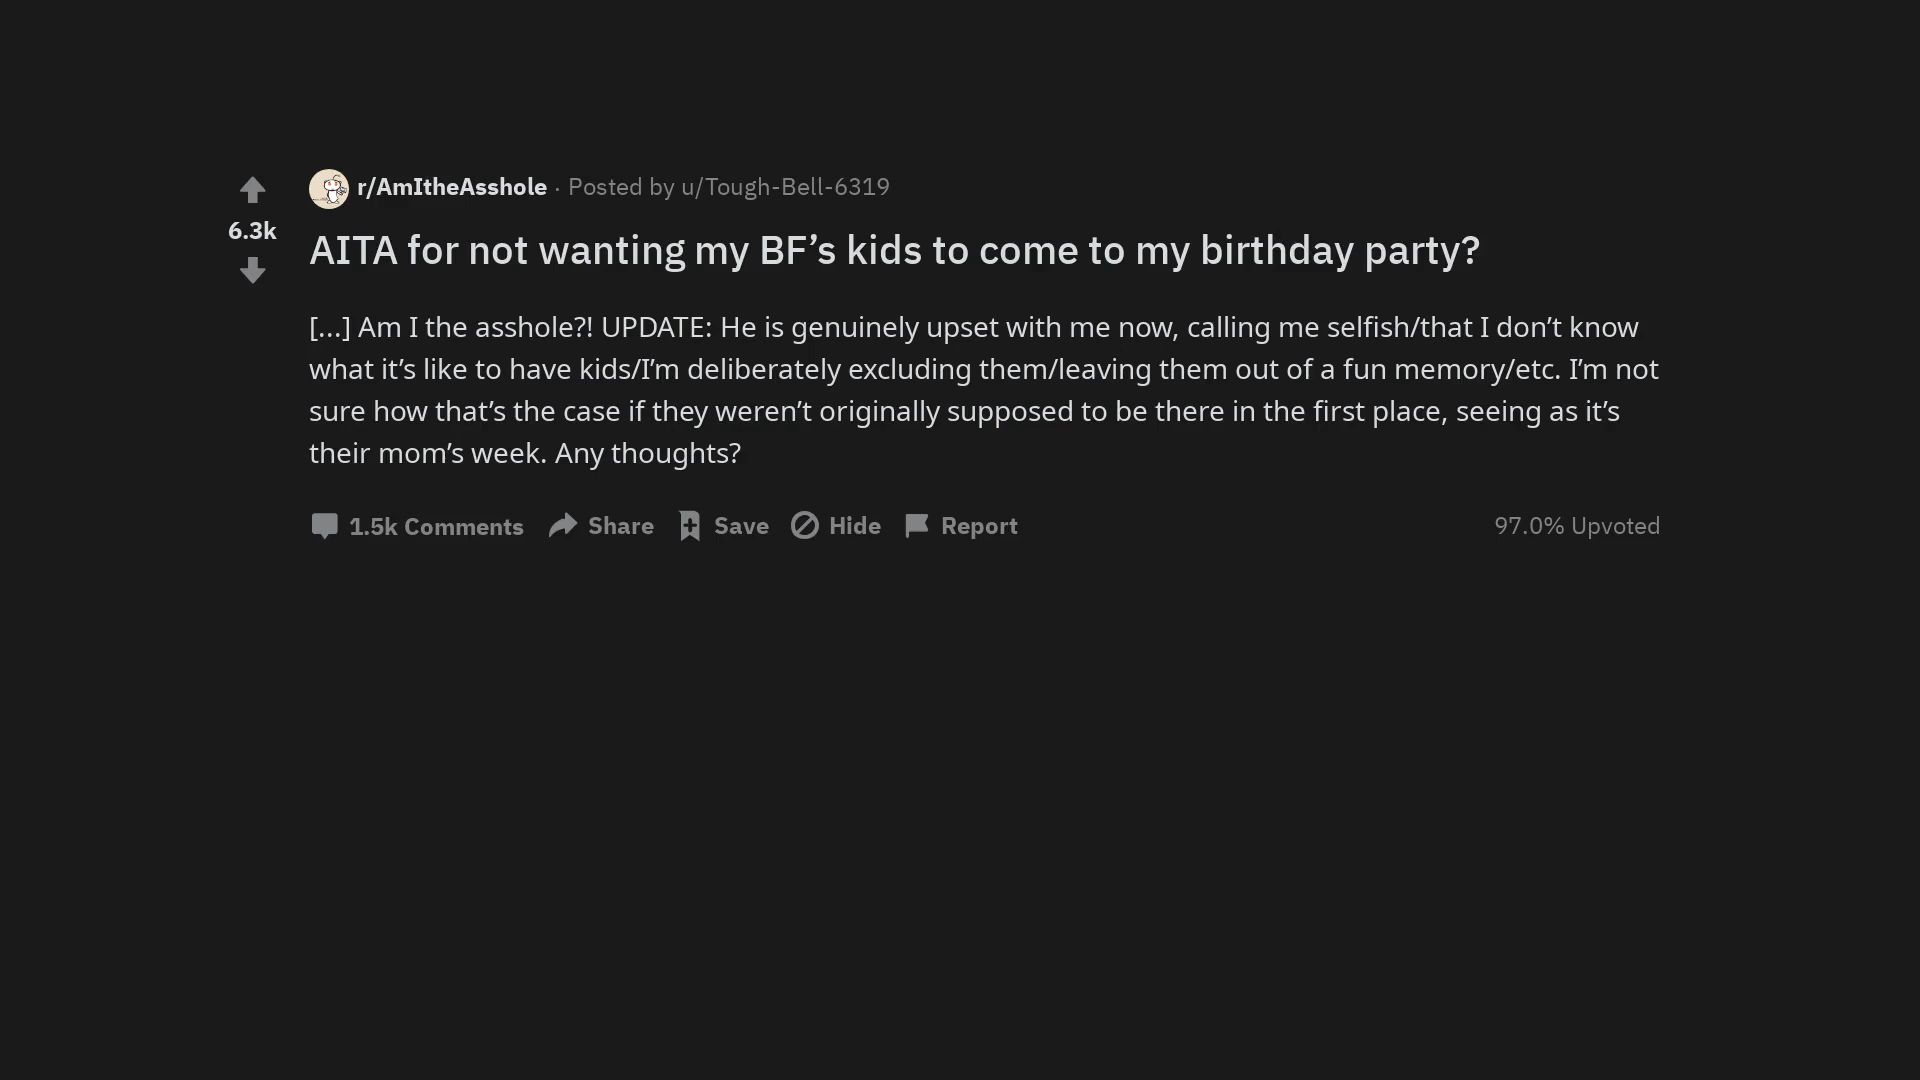 r/AmItheAsshole · Posted by u/Tough-Bell-6319
6.3k
AITA for not wanting my BF’s kids to come to my birthday party?
[...] Am I the asshole?! UPDATE: He is genuinely upset with me now, calling me selfish/that I don’t know
what it’s like to have kids/I’m deliberately excluding them/leaving them out of a fun memory/etc. I’m not
sure how that’s the case if they weren’t originally supposed to be there in the first place, seeing as it’s
their mom’s week. Any thoughts?
1.5k Comments Share Save Hide Report 97.0% Upvoted